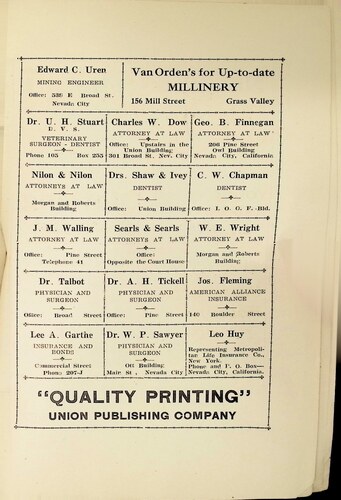 Edward C. Uren
MINING ENGINEER
Office: 539 E Broad St.
Nevada City
Van Orden's for Up-to-date
MILLINERY
156 Mill Street Grass Valley
Dr. U. H. Stuart
D. V. S.
VETERINARY
SURGEON - DENTIST
Phone 165 Box 255
Charles W. Dow
ATTORNEY AT LAW
Office: Upstairs in the
Union Building
301 Broad St. Nev. City
Geo. B. Finnegan
ATTORNEY AT LAW
206 Pine Street
Ott Building
Nevada City, California
Nilon & Nilon
ATTORNEYS AT LAW
Morgan and Roberts
Building
Drs. Shaw & Ivey
DENTIST
Office: Union Building
C. W. Chapman
DENTIST
Office: I. O. O. F. Bld.
J. M. Walling
ATTORNEY AT LAW
Office: Pine Street
Telephone 41
Searls & Searls
ATTORNEY AT LAW
Office:
Opposite the Court House
W. E. Wright
ATTORNEY AT LAW
Morgan and Roberts
Building
Dr. Talbot
PHYSICIAN AND
SURGEON
Office: Broad Street
Dr. A. H. Tickell
PHYSICIAN AND
SURGEON
Office: Pine Street
Jos. Fleming
AMERICAN ALLIANCE
INSURANCE
140 Boulder Street
Lee A. Garthe
INSURANCE AND
BONDS
Commercial Street
Phone 207-J
Dr. W. P. Sawyer
PHYSICIAN AND
SURGEON
Ott Building
Main St, Nevada City
Leo Huy
Representing Metropoli-
tan Life Insurance Co.,
New York.
Phone and P. O. Box—
Nevada City, California.
"QUALITY PRINTING"
UNION PUBLISHING COMPANY